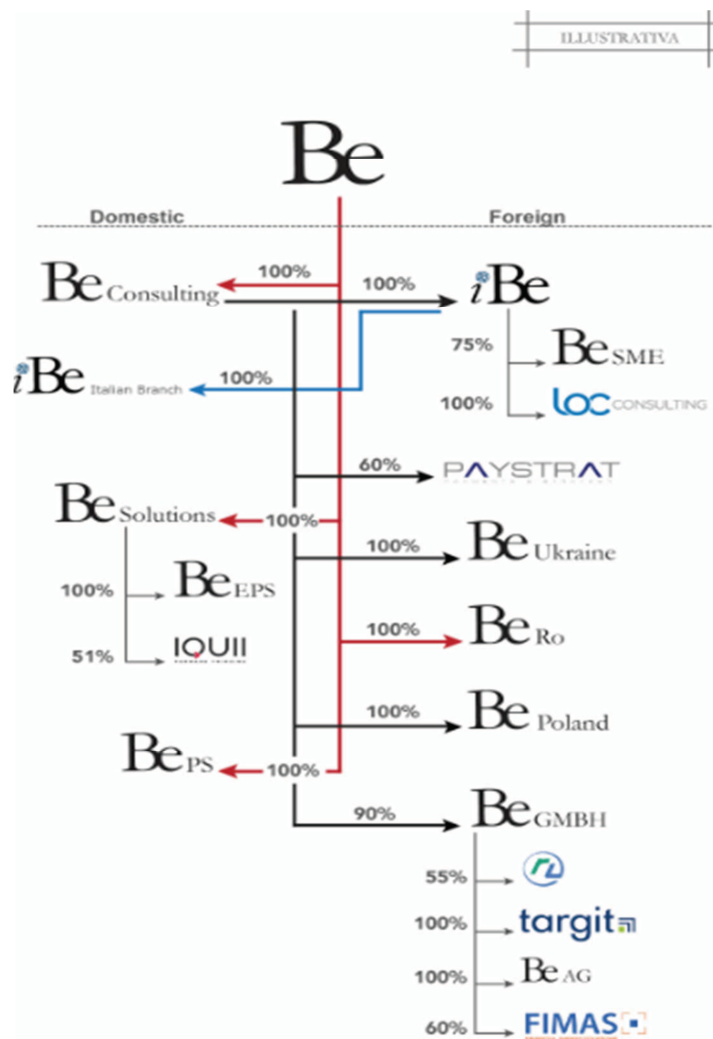 ILLUSTRATIVA
Be
Domestic
Foreign
Be Consulting
100%
100%
iBe
75%
Be SME
iBe Italian Branch
100%
100%
loc CONSULTING
60%
PAYSTRAT
Be Solutions
100%
100%
Be Ukraine
100%
Be EPS
100%
Be Ro
51%
IQUII
100%
Be Poland
Be PS
100%
90%
Be GMBH
55%
100%
targit
100%
Be AG
60%
FIMAS